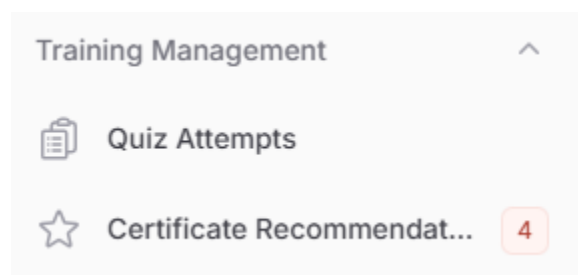 Training Management
Quiz Attempts
Certificate Recommendat... 4